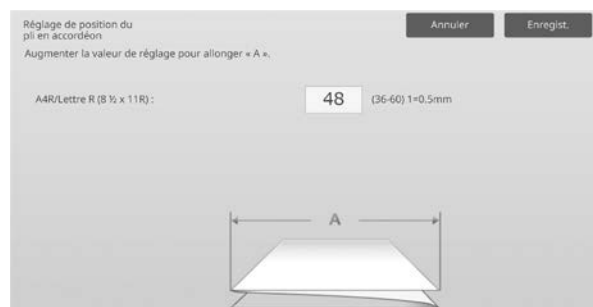 Réglage de position du
pli en accordéon
Annuler
Enregist.
Augmenter la valeur de réglage pour allonger « A ».
A4R/Lettre R (8 ½ x 11R) :
48
(36-60) 1=0.5mm
A